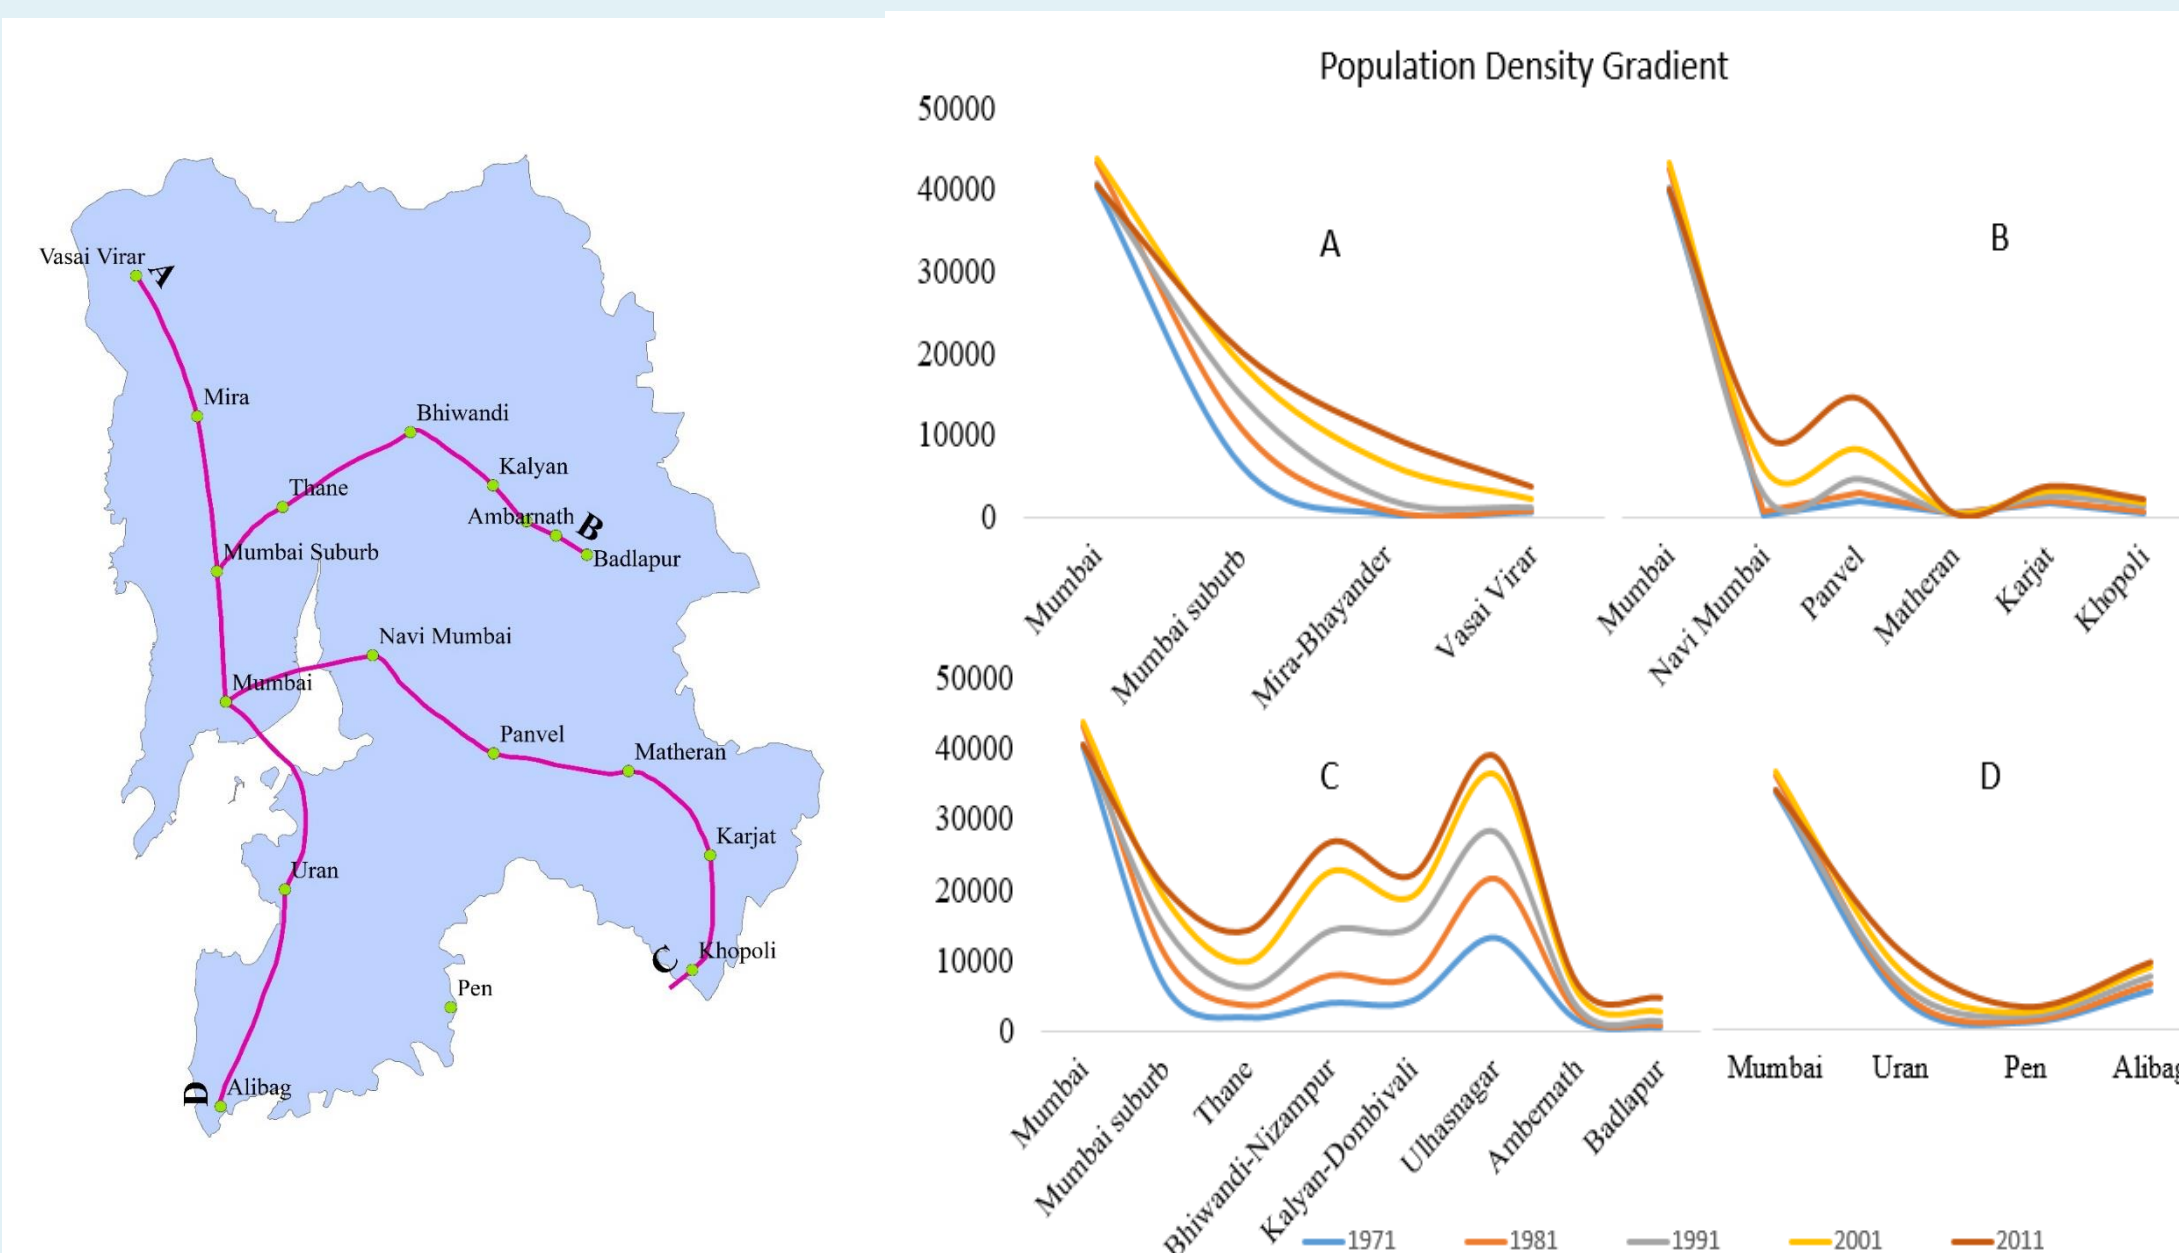 Vasai Virar
A
Mira
Bhiwandi
Kalyan
Thane
Ambarnath
B
Badlapur
Mumbai Suburb
Navi Mumbai
Mumbai
Panvel
Matheran
Karjat
Uran
Khopoli
C
Pen
Alibag
D
Population Density Gradient
50000
40000
30000
20000
10000
0
A
Mumbai
Mumbai suburb
Mira-Bhayander
Vasai Virar
B
Mumbai
Navi Mumbai
Panvel
Matheran
Karjat
Khopoli
50000
40000
30000
20000
10000
0
C
Mumbai
Mumbai suburb
Thane
Bhiwandi-Nizampur
Kalyan-Dombivali
Ulhasnagar
Ambernath
Badlapur
D
Mumbai Uran Pen Alibag
1971 1981 1991 2001 2011